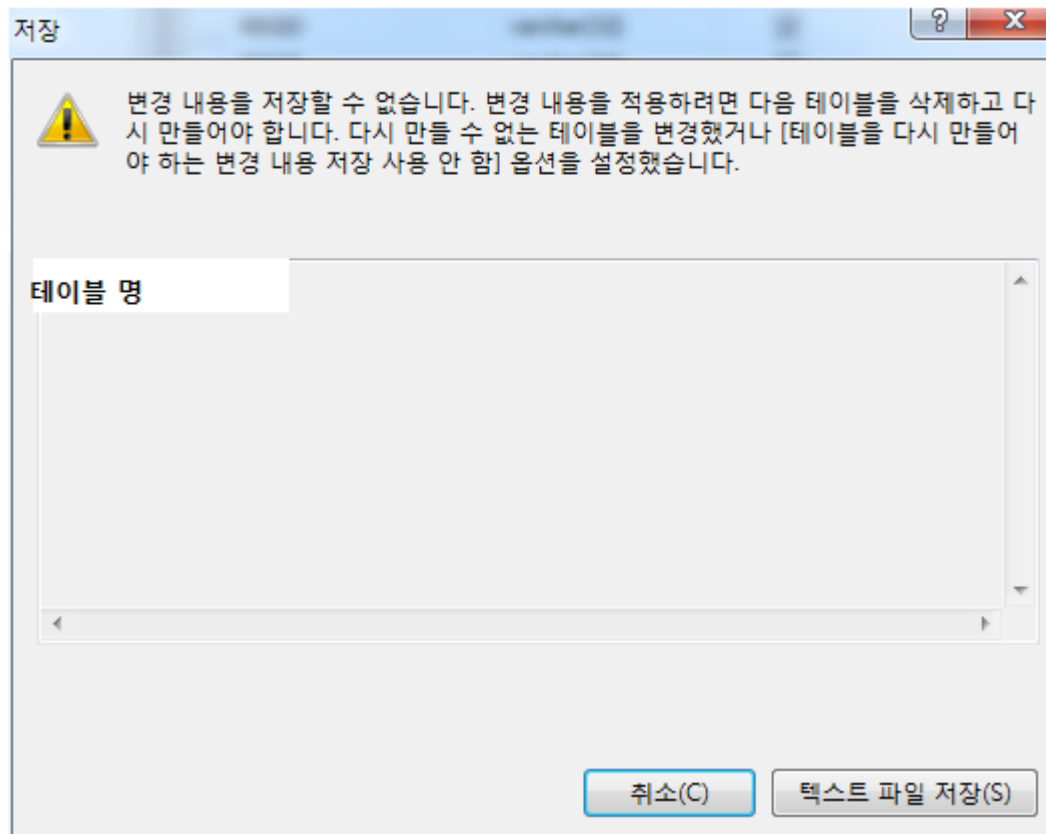 저장
변경 내용을 저장할 수 없습니다. 변경 내용을 적용하려면 다음 테이블을 삭제하고 다
시 만들어야 합니다. 다시 만들 수 없는 테이블을 변경했거나 [테이블을 다시 만들어
야 하는 변경 내용 저장 사용 안 함] 옵션을 설정했습니다.
테이블 명
취소(C)
텍스트 파일 저장(S)